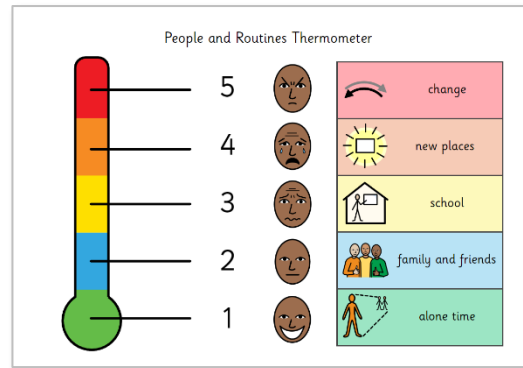 People and Routines Thermometer
5 change
4 new places
3 school
2 family and friends
1 alone time